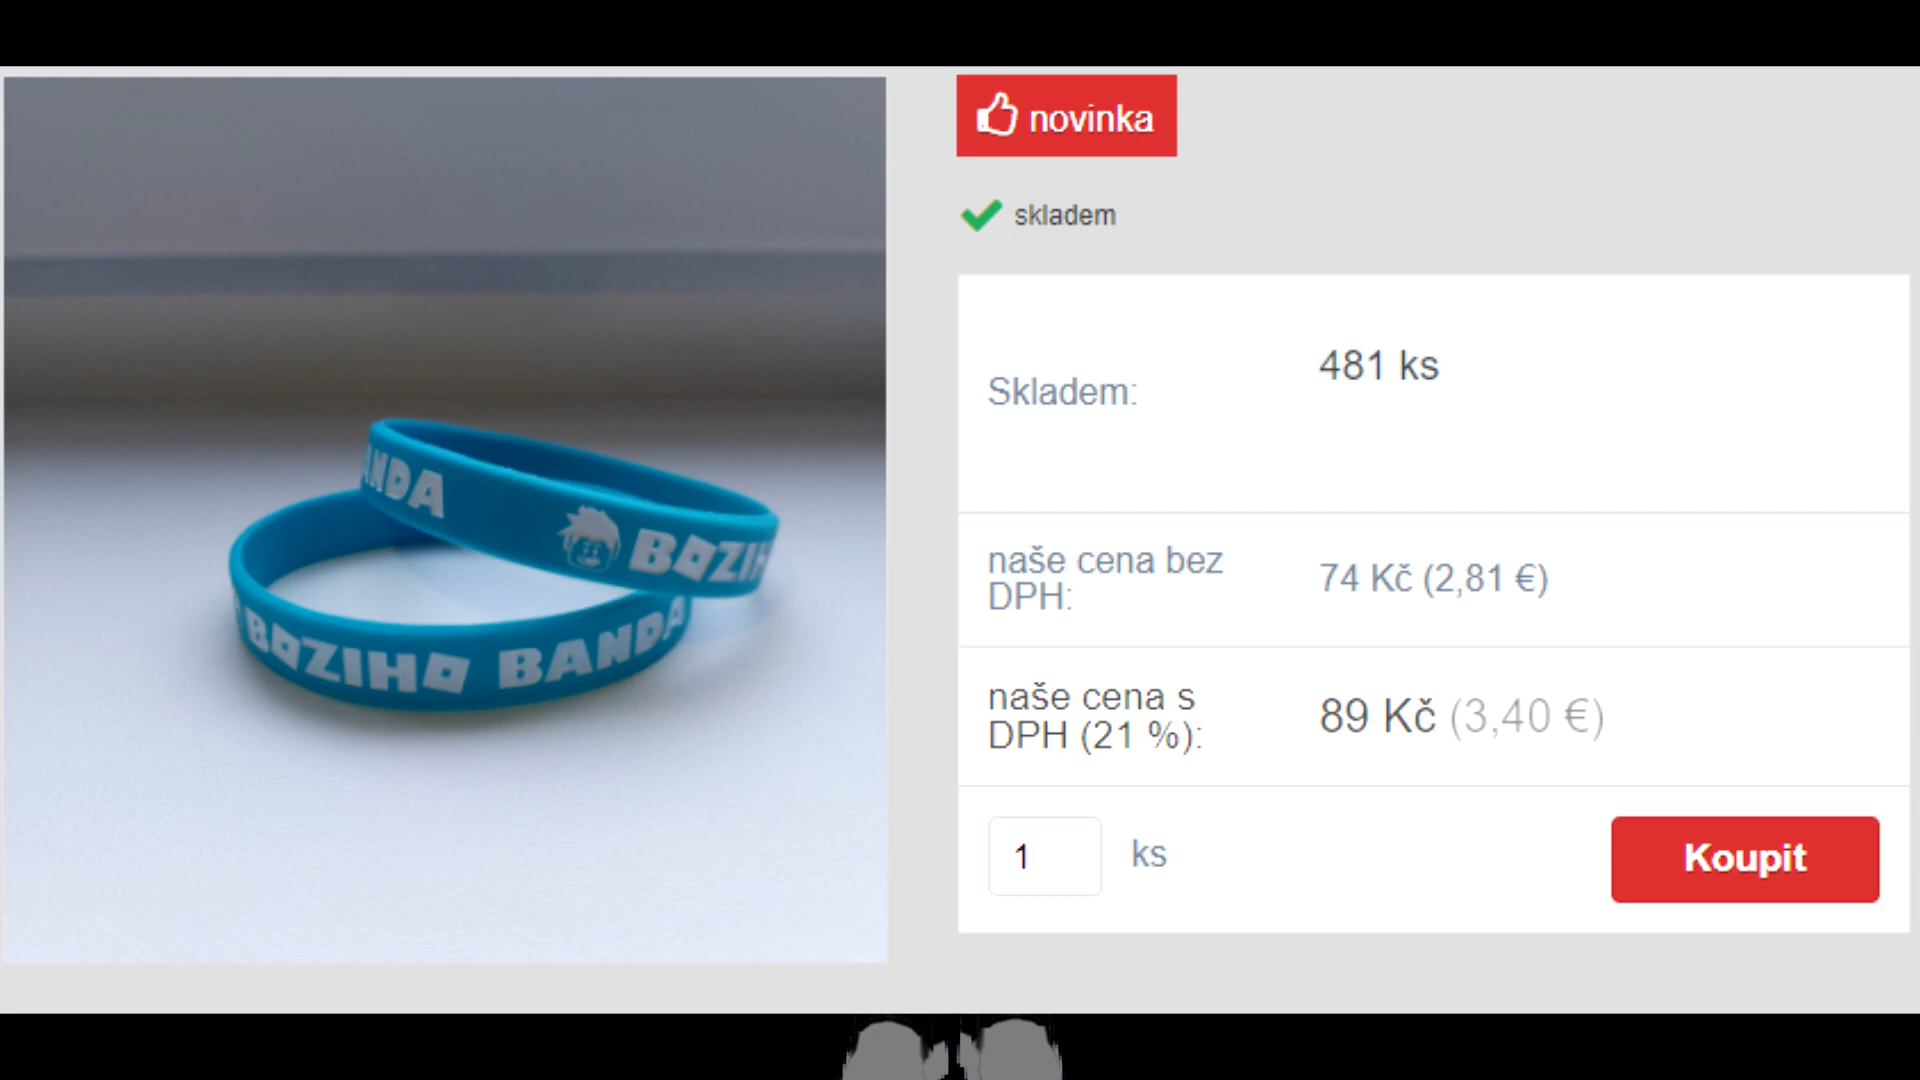 novinka
skladem
Skladem:
481 ks
naše cena bez
DPH:
74 Kč (2,81 €)
naše cena s
DPH (21 %):
89 Kč (3,40 €)
1
ks
Koupit
ANDA
BOZIH
BOZIHO BANDA